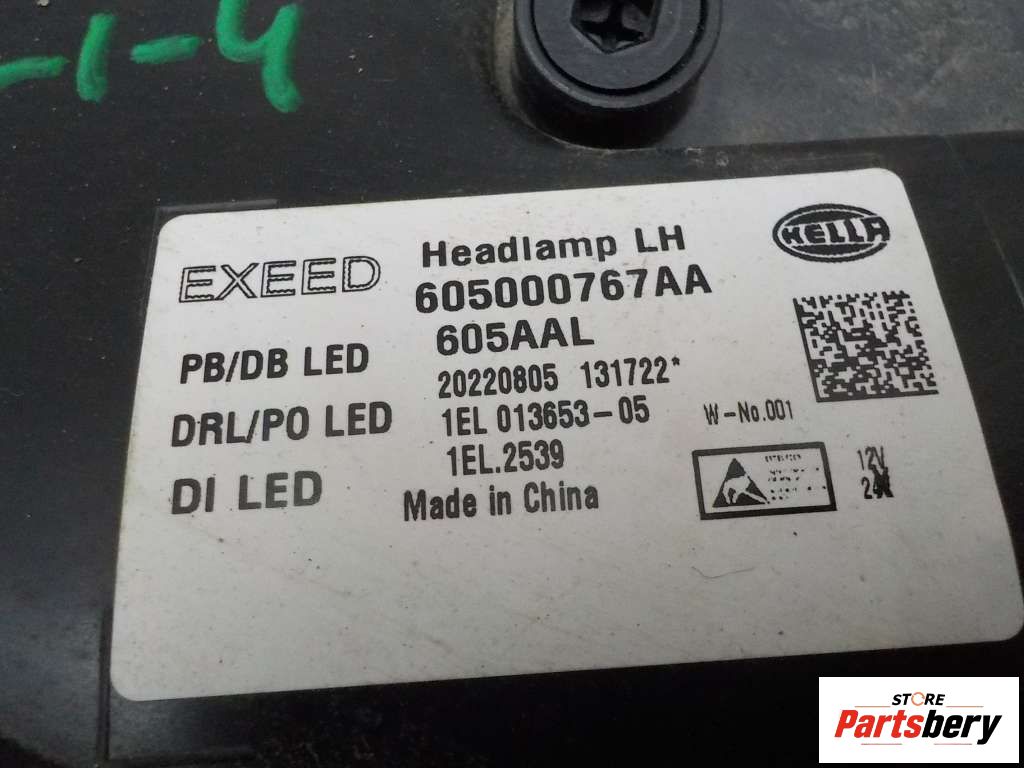 -1-4
EXEED
Headlamp LH
HELLA
605000767AA
605AAL
PB/DB LED
20220805 131722*
DRL/PO LED
1EL 013653-05
W-No.001
1EL.2539
DI LED
Made in China
12V
STORE
Partsbery